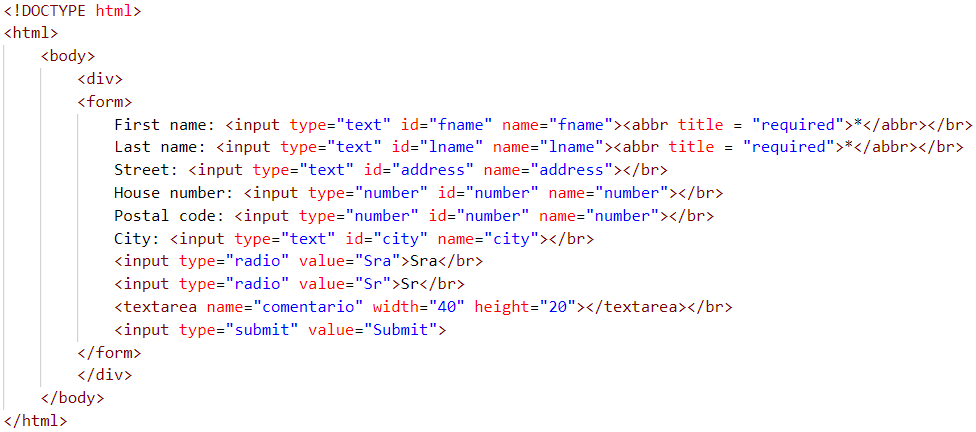 <!DOCTYPE html>
<html>
<body>
<div>
<form>
First name: <input type="text" id="fname" name="fname"><abbr title = "required">*</abbr></br>
Last name: <input type="text" id="lname" name="lname"><abbr title = "required">*</abbr></br>
Street: <input type="text" id="address" name="address"></br>
House number: <input type="number" id="number" name="number"></br>
Postal code: <input type="number" id="number" name="number"></br>
City: <input type="text" id="city" name="city"></br>
<input type="radio" value="Sra">Sra</br>
<input type="radio" value="Sr">Sr</br>
<textarea name="comentario" width="40" height="20"></textarea></br>
<input type="submit" value="Submit">
</form>
</div>
</body>
</html>